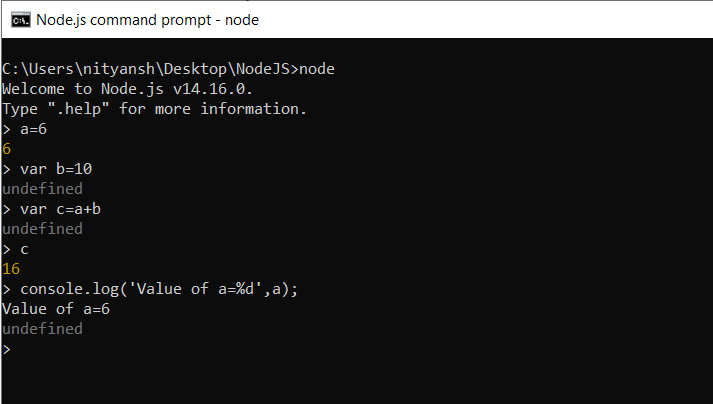 Node.js command prompt - node
C:\Users\nityansh\Desktop\NodeJS>node
Welcome to Node.js v14.16.0.
Type ".help" for more information.
> a=6
6
> var b=10
undefined
> var c=a+b
undefined
> c
16
> console.log('Value of a=%d',a);
Value of a=6
undefined
>